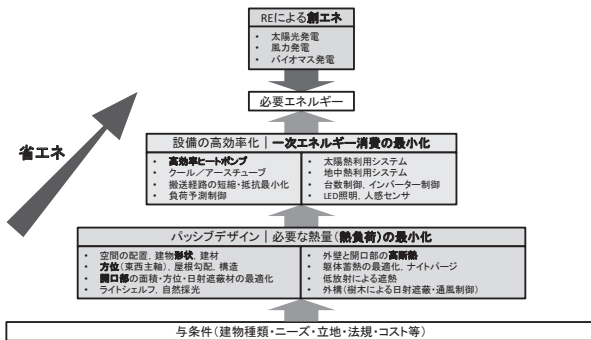 REによる創エネ
• 太陽光発電
• 風力発電
• バイオマス発電
必要エネルギー
省エネ
設備の高効率化｜一次エネルギー消費の最小化
• 高効率ヒートポンプ
• クール／アースチューブ
• 搬送経路の短縮・抵抗最小化
• 負荷予測制御
• 太陽熱利用システム
• 地中熱利用システム
• 台数制御, インバーター制御
• LED照明, 人感センサ
パッシブデザイン｜必要な熱量(熱負荷)の最小化
• 空間の配置, 建物形状, 建材
• 方位(東西主軸), 屋根勾配, 構造
• 開口部の面積・方位・日射遮蔽材の最適化
• ライトシェルフ, 自然採光
• 外壁と開口部の高断熱
• 躯体蓄熱の最適化, ナイトパージ
• 低放射による遮熱
• 外構(樹木による日射遮蔽・通風制御)
与条件(建物種類・ニーズ・立地・法規・コスト等)